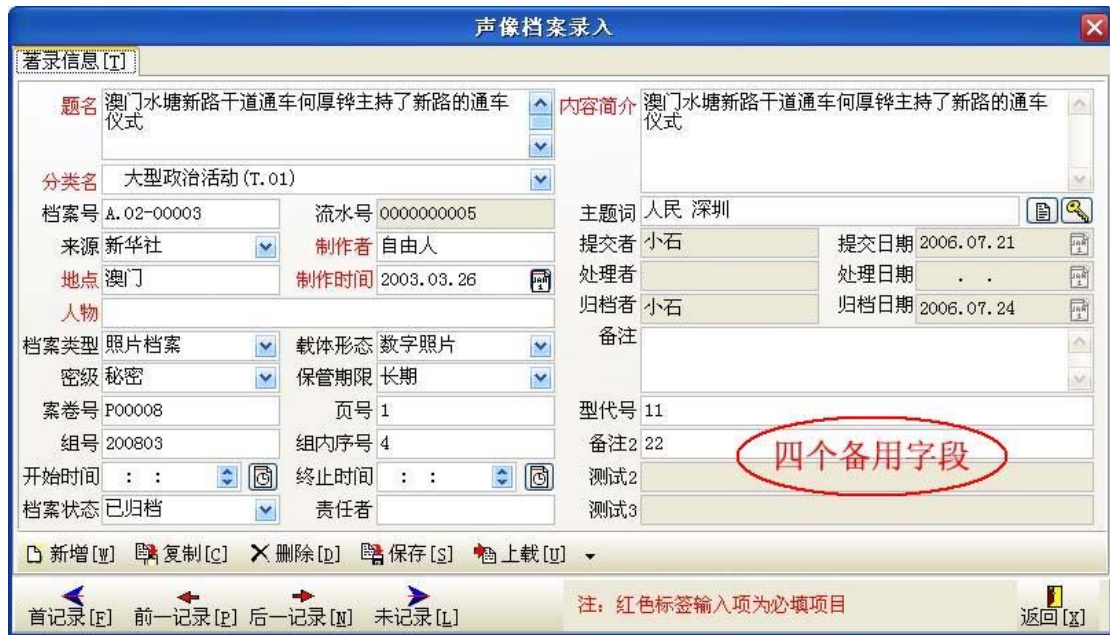 声像档案录入
著录信息[T]
题名 澳门水塘新路干道通车何厚铧主持了新路的通车
仪式
内容简介 澳门水塘新路干道通车何厚铧主持了新路的通车
仪式
分类名 大型政治活动(T.01)
档案号 A.02-00003 流水号 0000000005 主题词 人民 深圳
来源 新华社 制作者 自由人 提交者 小石 提交日期 2006.07.21
地点 澳门 制作时间 2003.03.26 处理者 处理日期 . .
人物 归档者 小石 归档日期 2006.07.24
档案类型 照片档案 载体形态 数字照片 备注
密级 秘密 保管期限 长期
案卷号 P00008 页号 1 型代号 11
组号 200803 组内序号 4 备注2 22
四个备用字段
开始时间 : : 终止时间 : : 测试2
档案状态 已归档 责任者 测试3
新增[W] 复制[C] 删除[D] 保存[S] 上载[U]
首记录[F] 前一记录[P] 后一记录[N] 未记录[L] 注：红色标签输入项为必填项目 返回[X]